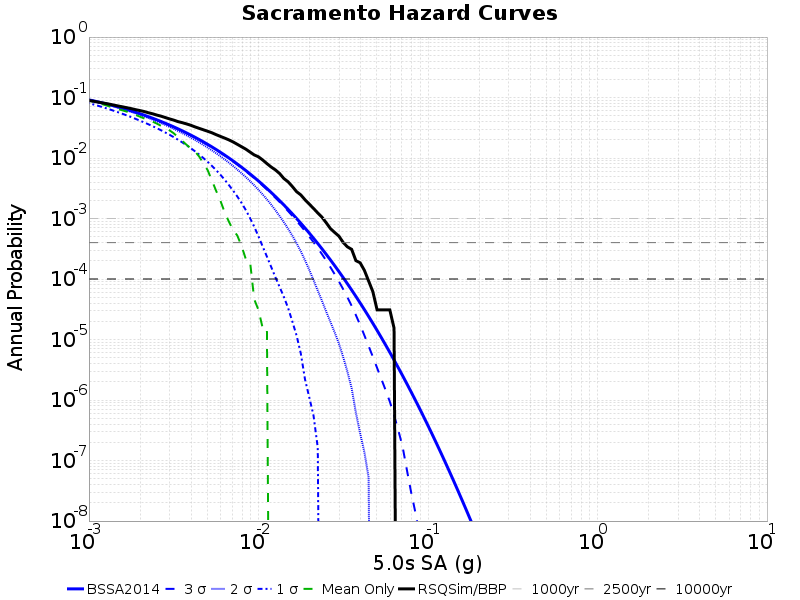 Sacramento Hazard Curves
Annual Probability
10^0
10^-1
10^-2
10^-3
10^-4
10^-5
10^-6
10^-7
10^-8
10^-3 10^-2 10^-1 10^0 10^1
5.0s SA (g)
BSSA2014 3 σ 2 σ 1 σ Mean Only RSQSim/BBP 1000yr 2500yr 10000yr